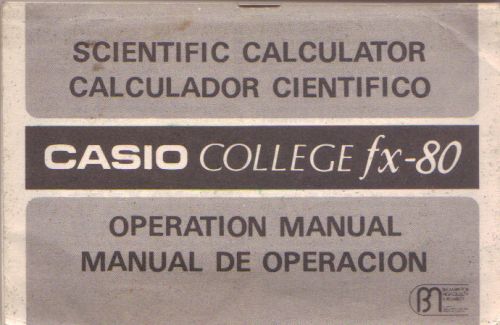 SCIENTIFIC CALCULATOR
CALCULADOR CIENTIFICO
CASIO COLLEGE fx-80
OPERATION MANUAL
MANUAL DE OPERACION